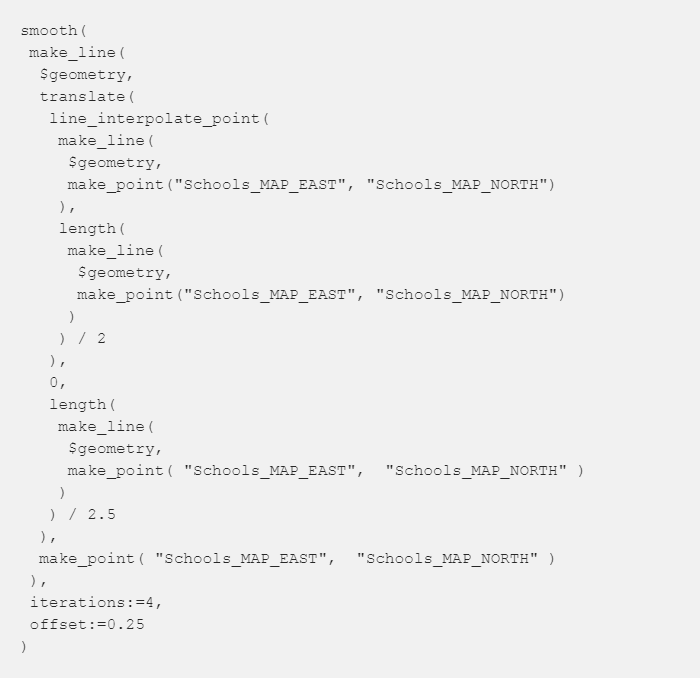 smooth(
 make_line(
  $geometry,
  translate(
   line_interpolate_point(
    make_line(
     $geometry,
     make_point("Schools_MAP_EAST", "Schools_MAP_NORTH")
    ),
    length(
     make_line(
      $geometry,
      make_point("Schools_MAP_EAST", "Schools_MAP_NORTH")
     )
    ) / 2
   ),
   0,
   length(
    make_line(
     $geometry,
     make_point( "Schools_MAP_EAST",  "Schools_MAP_NORTH" )
    )
   ) / 2.5
  ),
  make_point( "Schools_MAP_EAST",  "Schools_MAP_NORTH" )
 ),
 iterations:=4,
 offset:=0.25
)